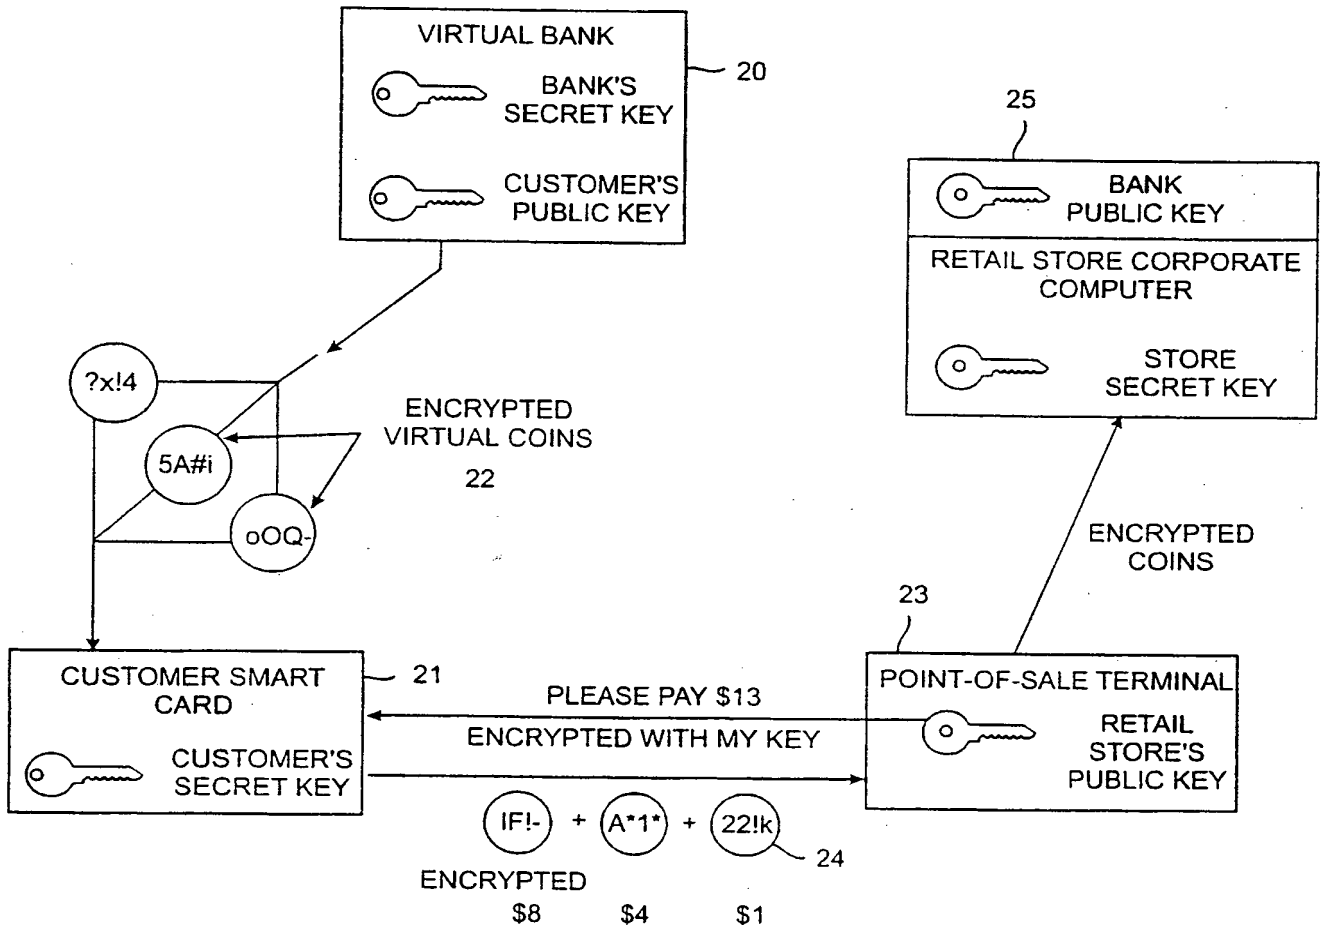 VIRTUAL BANK
20
BANK'S
SECRET KEY
CUSTOMER'S
PUBLIC KEY
25
BANK
PUBLIC KEY
RETAIL STORE CORPORATE
COMPUTER
STORE
SECRET KEY
?x!4
5A#i
oOQ-
ENCRYPTED
VIRTUAL COINS
22
ENCRYPTED
COINS
23
CUSTOMER SMART
CARD
21
CUSTOMER'S
SECRET KEY
PLEASE PAY $13
ENCRYPTED WITH MY KEY
POINT-OF-SALE TERMINAL
RETAIL
STORE'S
PUBLIC KEY
IF!- + A*1* + 22!k
24
ENCRYPTED
$8 $4 $1